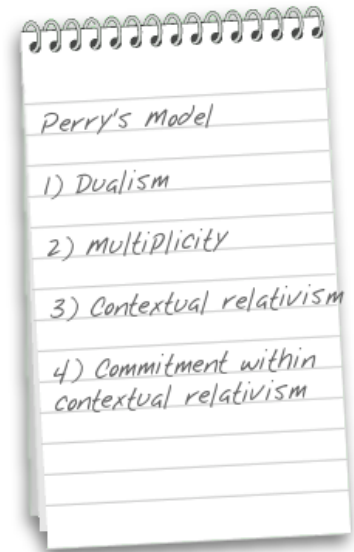 Perry's model
1) Dualism
2) multiplicity
3) Contextual relativism
4) Commitment within
contextual relativism